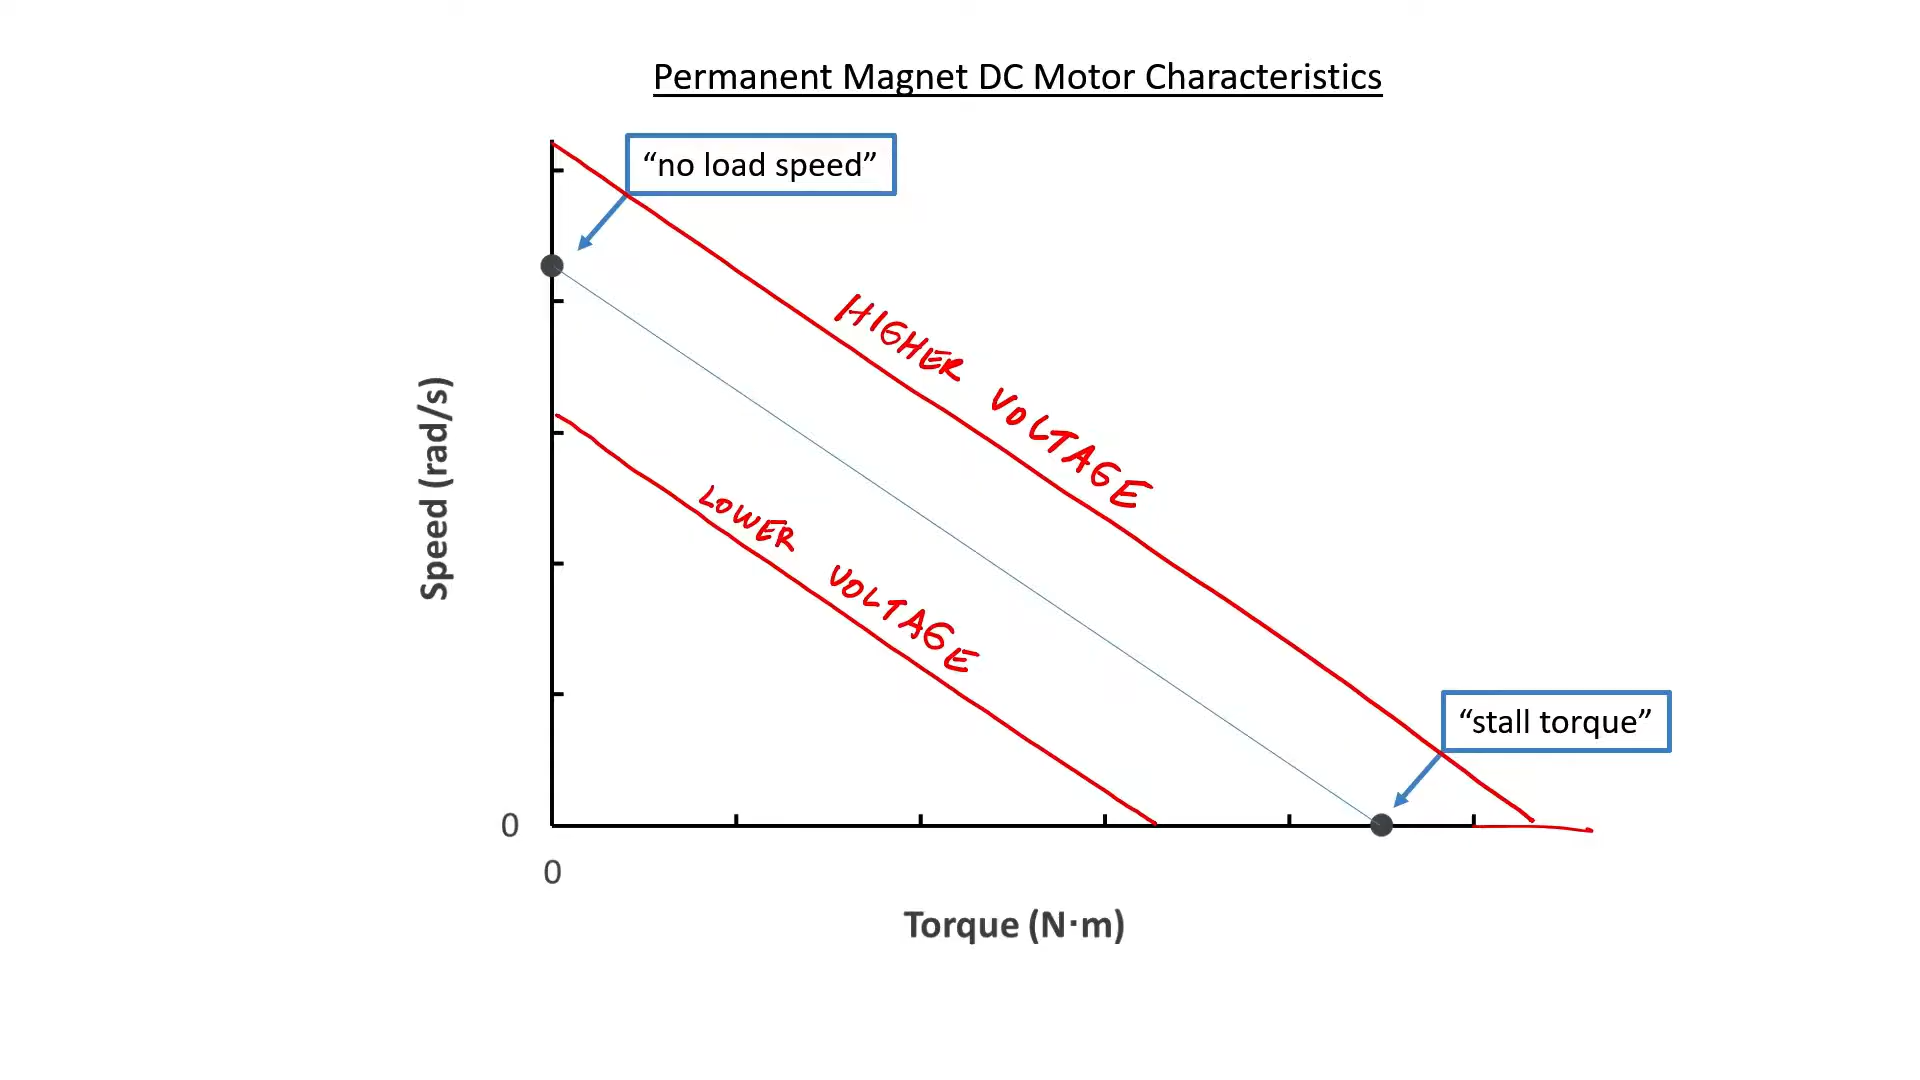 Permanent Magnet DC Motor Characteristics
“no load speed”
HIGHER VOLTAGE
LOWER VOLTAGE
Speed (rad/s)
“stall torque”
0
0
Torque (N·m)